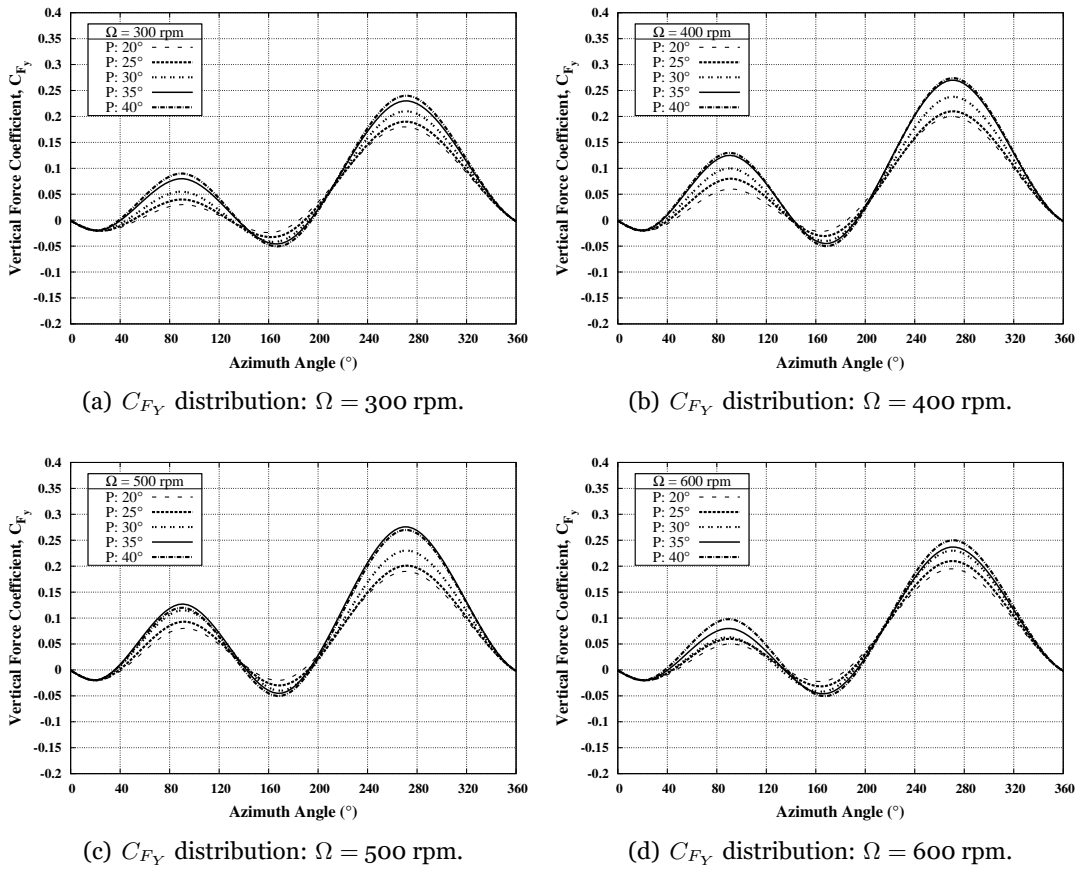 Vertical Force Coefficient, C_Fy
0.4
0.35
0.3
0.25
0.2
0.15
0.1
0.05
0
-0.05
-0.1
-0.15
-0.2
Ω = 300 rpm
P: 20°
P: 25°
P: 30°
P: 35°
P: 40°
0 40 80 120 160 200 240 280 320 360
Azimuth Angle (°)
(a) C_{F_Y} distribution: Ω = 300 rpm.
Vertical Force Coefficient, C_Fy
0.4
0.35
0.3
0.25
0.2
0.15
0.1
0.05
0
-0.05
-0.1
-0.15
-0.2
Ω = 400 rpm
P: 20°
P: 25°
P: 30°
P: 35°
P: 40°
0 40 80 120 160 200 240 280 320 360
Azimuth Angle (°)
(b) C_{F_Y} distribution: Ω = 400 rpm.
Vertical Force Coefficient, C_Fy
0.4
0.35
0.3
0.25
0.2
0.15
0.1
0.05
0
-0.05
-0.1
-0.15
-0.2
Ω = 500 rpm
P: 20°
P: 25°
P: 30°
P: 35°
P: 40°
0 40 80 120 160 200 240 280 320 360
Azimuth Angle (°)
(c) C_{F_Y} distribution: Ω = 500 rpm.
Vertical Force Coefficient, C_Fy
0.4
0.35
0.3
0.25
0.2
0.15
0.1
0.05
0
-0.05
-0.1
-0.15
-0.2
Ω = 600 rpm
P: 20°
P: 25°
P: 30°
P: 35°
P: 40°
0 40 80 120 160 200 240 280 320 360
Azimuth Angle (°)
(d) C_{F_Y} distribution: Ω = 600 rpm.